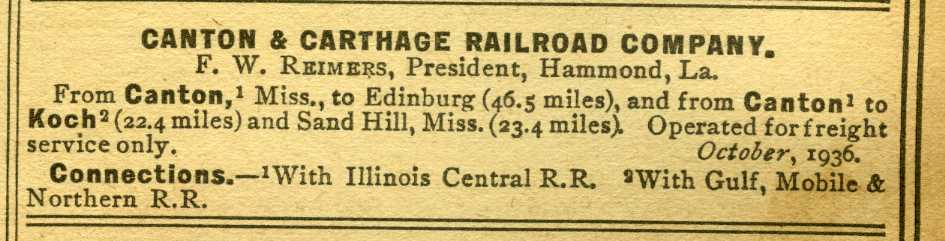 CANTON & CARTHAGE RAILROAD COMPANY.
F. W. REIMERS, President, Hammond, La.
From Canton,¹ Miss., to Edinburg (46.5 miles), and from Canton¹ to
Koch² (22.4 miles) and Sand Hill, Miss. (23.4 miles). Operated for freight
service only. October, 1936.
Connections.—¹With Illinois Central R.R. ²With Gulf, Mobile &
Northern R.R.